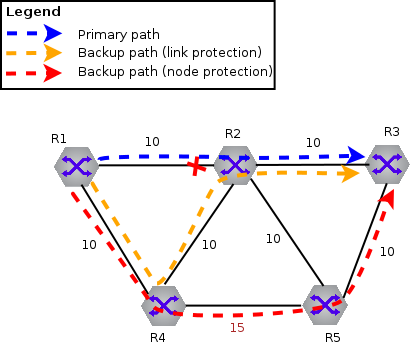 Legend
Primary path
Backup path (link protection)
Backup path (node protection)
R1
10
R2
10
R3
10
10
10
10
15
R4
R5